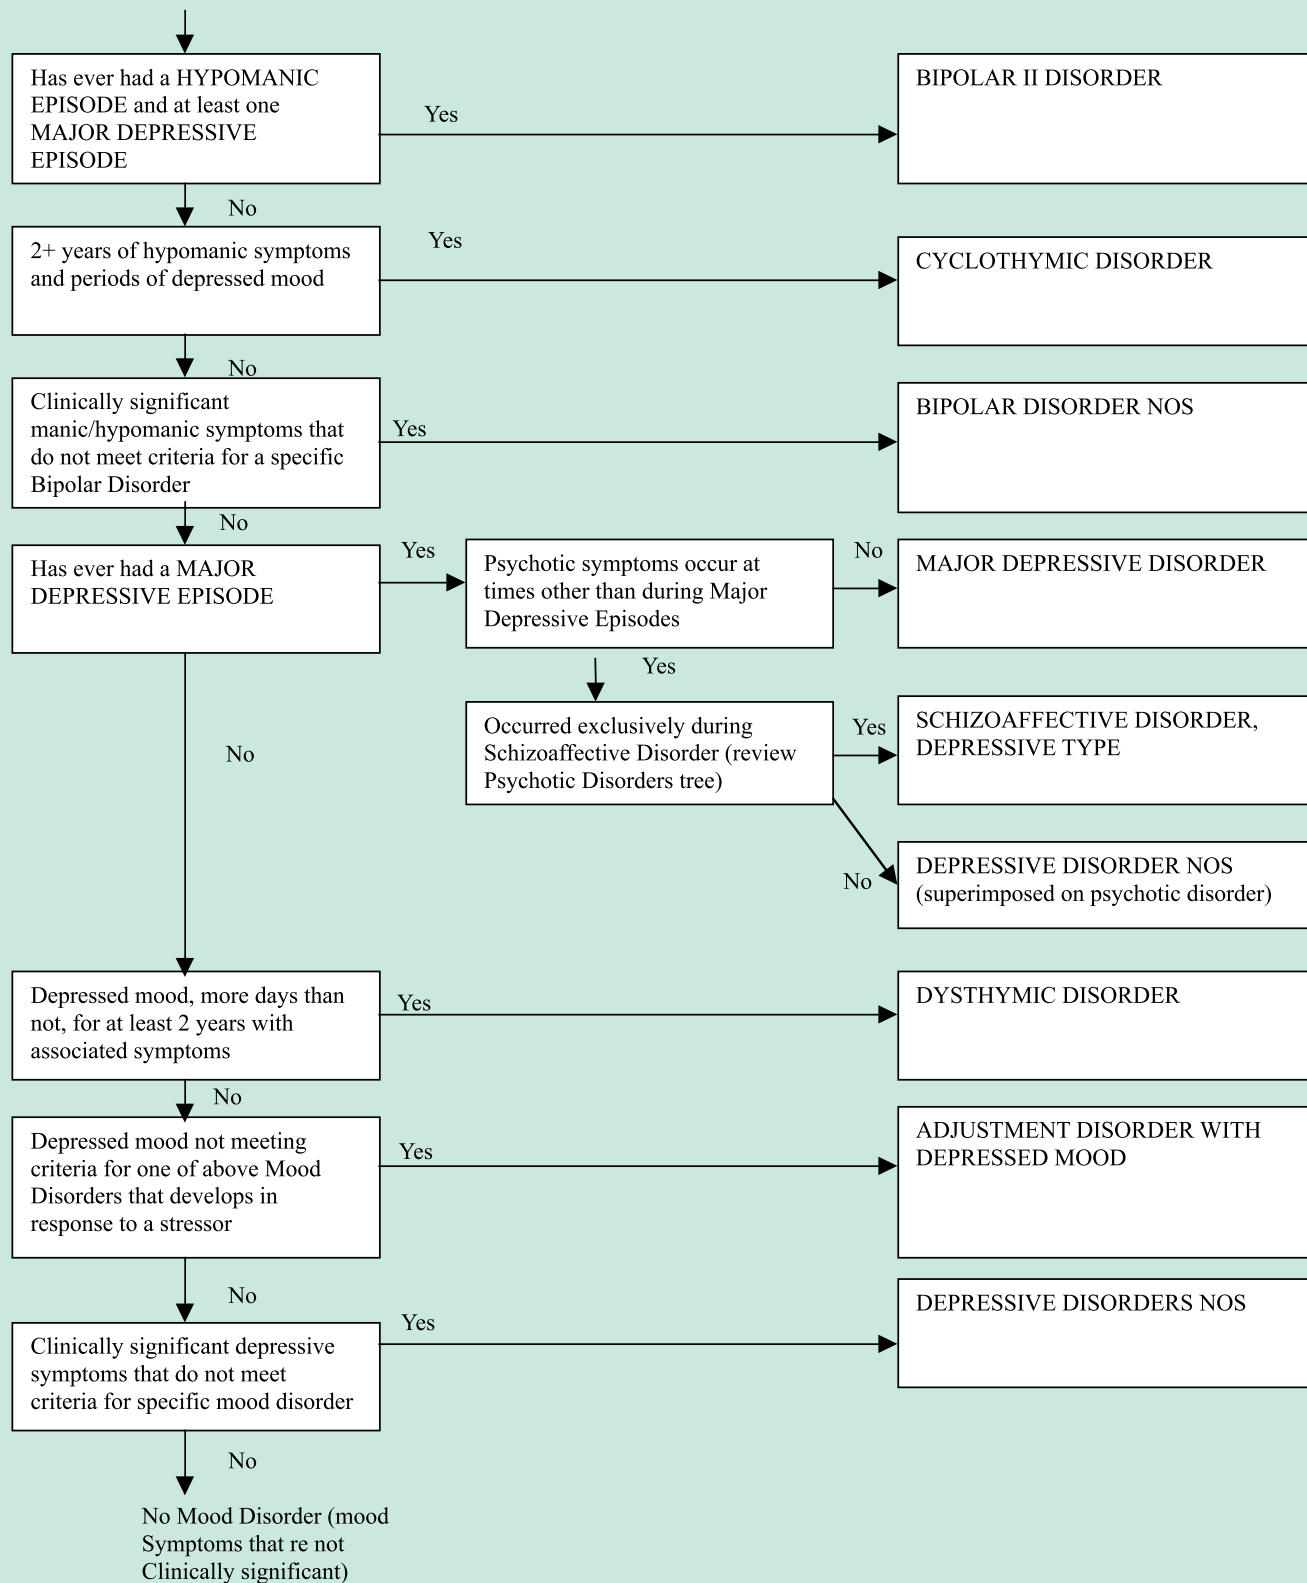 Has ever had a HYPOMANIC
EPISODE and at least one
MAJOR DEPRESSIVE
EPISODE
Yes
BIPOLAR II DISORDER
No
2+ years of hypomanic symptoms
and periods of depressed mood
Yes
CYCLOTHYMIC DISORDER
No
Clinically significant
manic/hypomanic symptoms that
do not meet criteria for a specific
Bipolar Disorder
Yes
BIPOLAR DISORDER NOS
No
Has ever had a MAJOR
DEPRESSIVE EPISODE
Yes
Psychotic symptoms occur at
times other than during Major
Depressive Episodes
No
MAJOR DEPRESSIVE DISORDER
Yes
Occurred exclusively during
Schizoaffective Disorder (review
Psychotic Disorders tree)
Yes
SCHIZOAFFECTIVE DISORDER,
DEPRESSIVE TYPE
No
No
DEPRESSIVE DISORDER NOS
(superimposed on psychotic disorder)
Depressed mood, more days than
not, for at least 2 years with
associated symptoms
Yes
DYSTHYMIC DISORDER
No
Depressed mood not meeting
criteria for one of above Mood
Disorders that develops in
response to a stressor
Yes
ADJUSTMENT DISORDER WITH
DEPRESSED MOOD
No
Clinically significant depressive
symptoms that do not meet
criteria for specific mood disorder
Yes
DEPRESSIVE DISORDERS NOS
No
No Mood Disorder (mood
Symptoms that re not
Clinically significant)